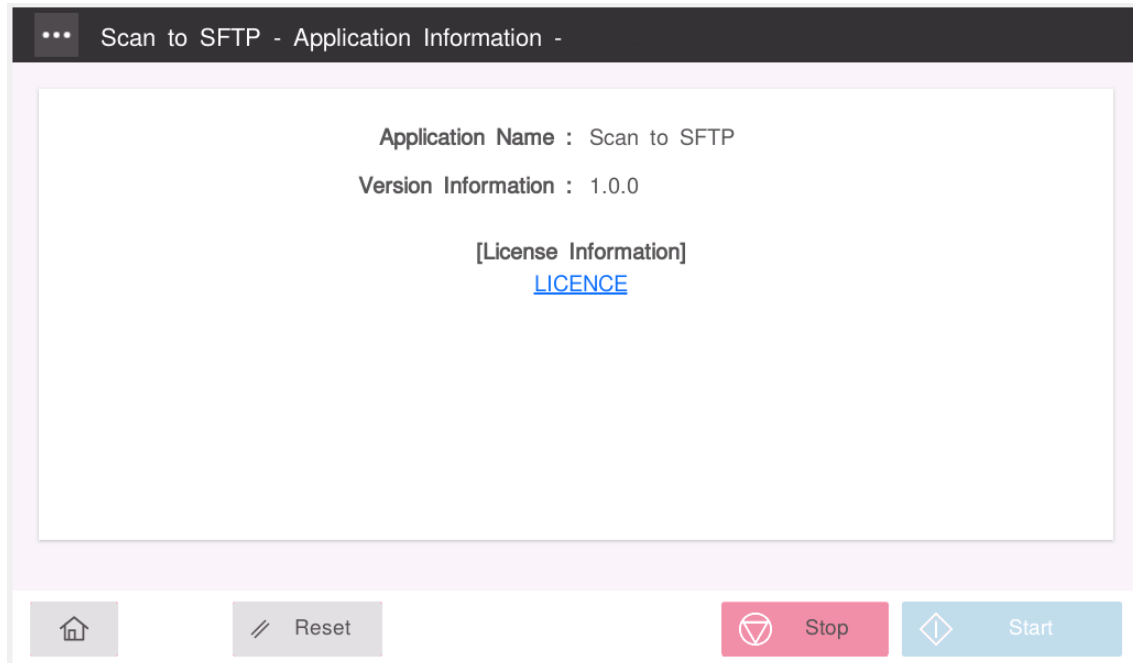 Scan to SFTP - Application Information -
Application Name : Scan to SFTP
Version Information : 1.0.0
[License Information]
LICENCE
Reset
Stop
Start